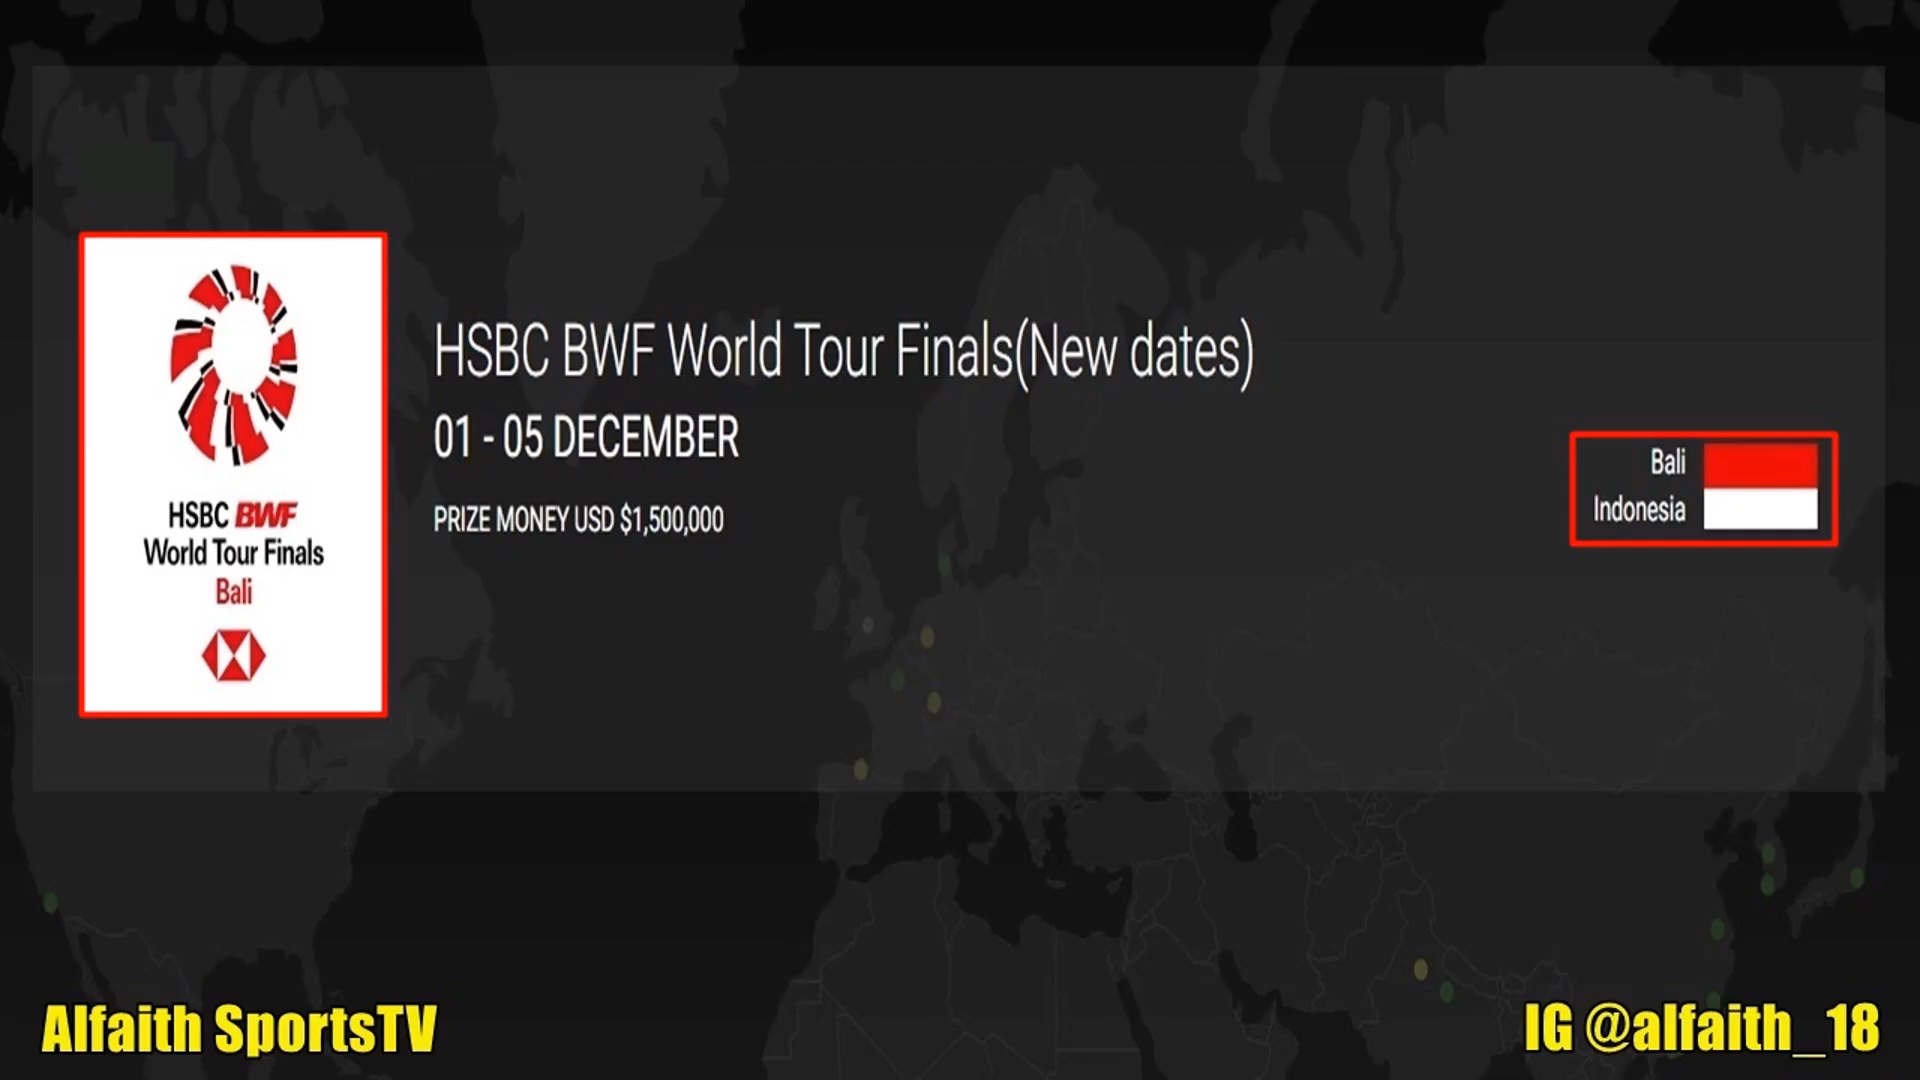 HSBC BWF
World Tour Finals
Bali
HSBC BWF World Tour Finals(New dates)
01 - 05 DECEMBER
PRIZE MONEY USD $1,500,000
Bali
Indonesia
Alfaith SportsTV
IG @alfaith_18